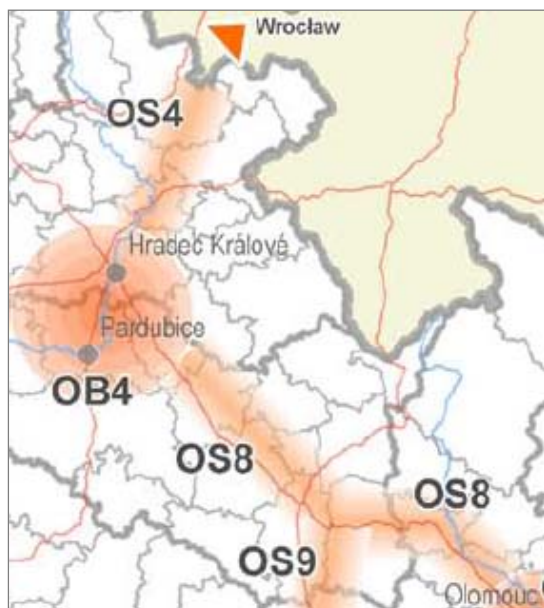 Wrocław
OS4
Hradec Králové
Pardubice
OB4
OS8
OS8
OS9
Olomouc